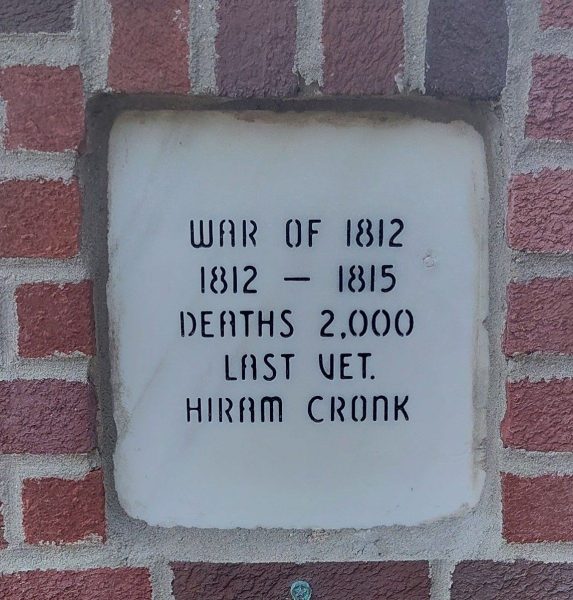 WAR OF 1812
1812 — 1815
DEATHS 2,000
LAST VET.
HIRAM CRONK